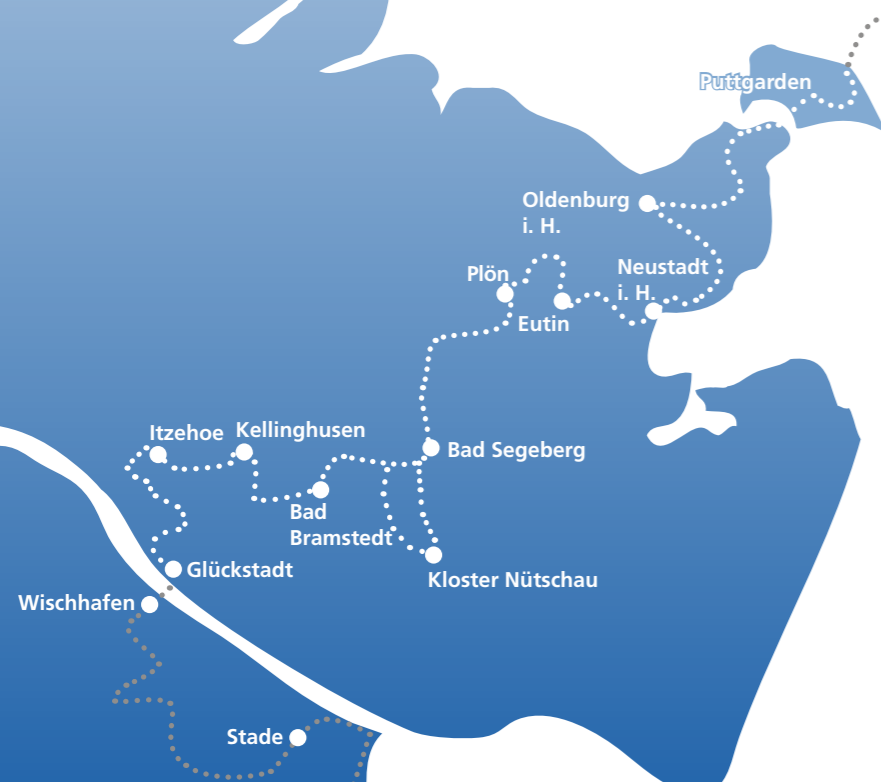 Puttgarden
Oldenburg
i. H.
Plön
Neustadt
i. H.
Eutin
Itzehoe
Kellinghusen
Bad Segeberg
Bad
Bramstedt
Glückstadt
Kloster Nütschau
Wischhafen
Stade